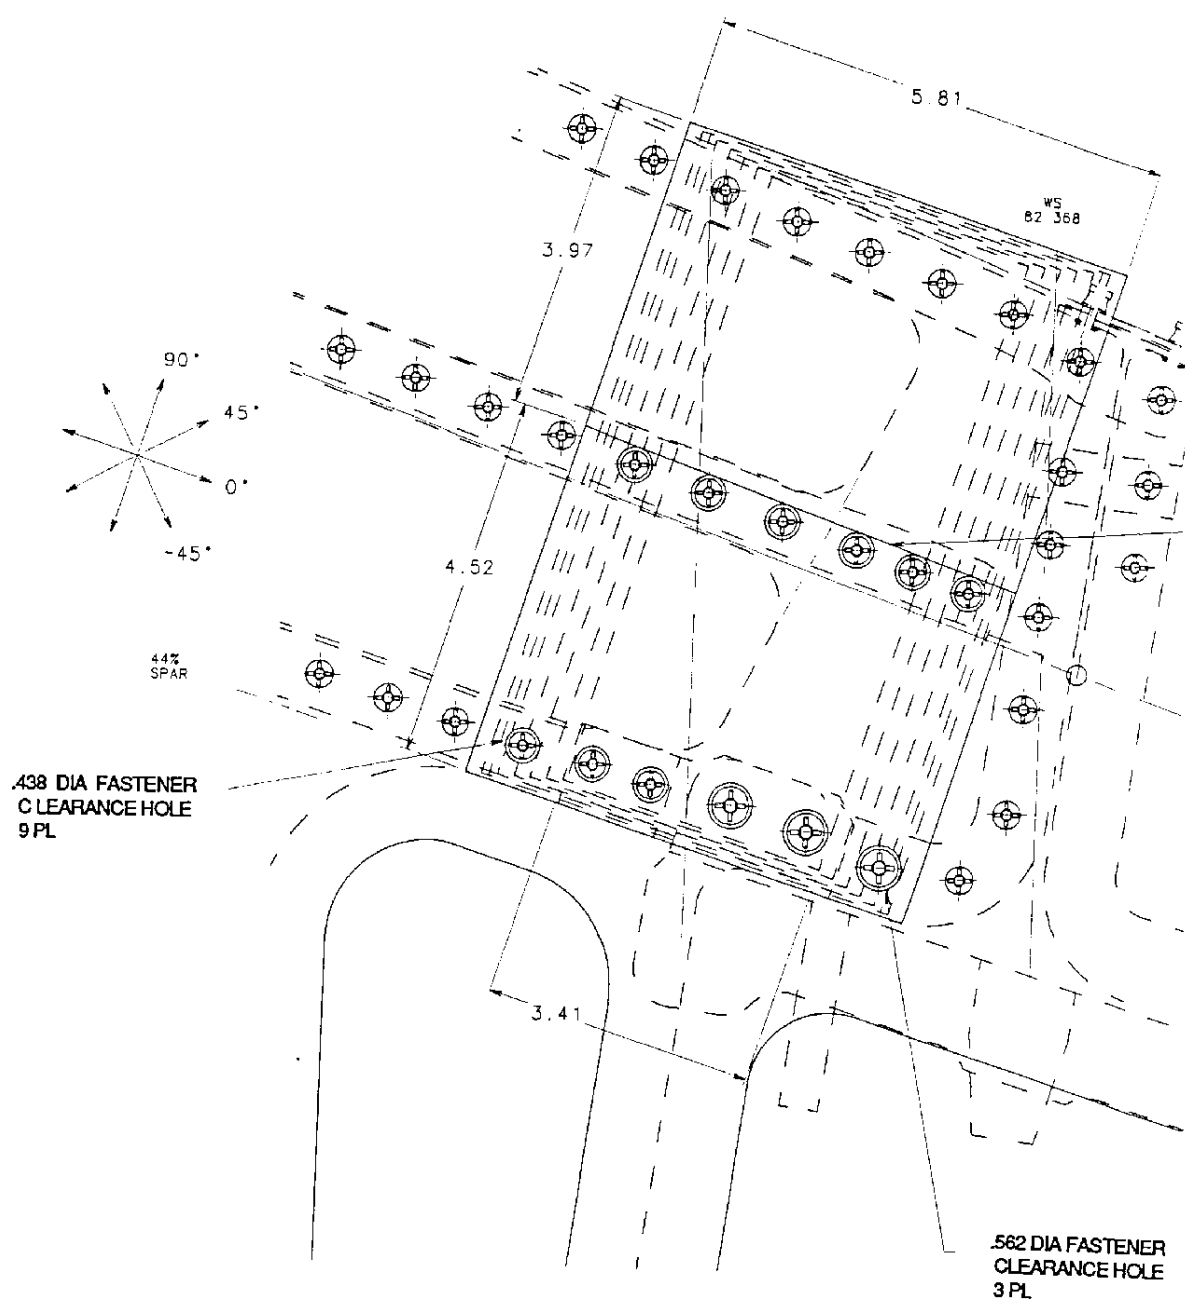 5.81
WS
82 368
3.97
90°
45°
0°
-45°
4.52
44%
SPAR
.438 DIA FASTENER
C LEARANCE HOLE
9 PL
3.41
.562 DIA FASTENER
CLEARANCE HOLE
3 PL